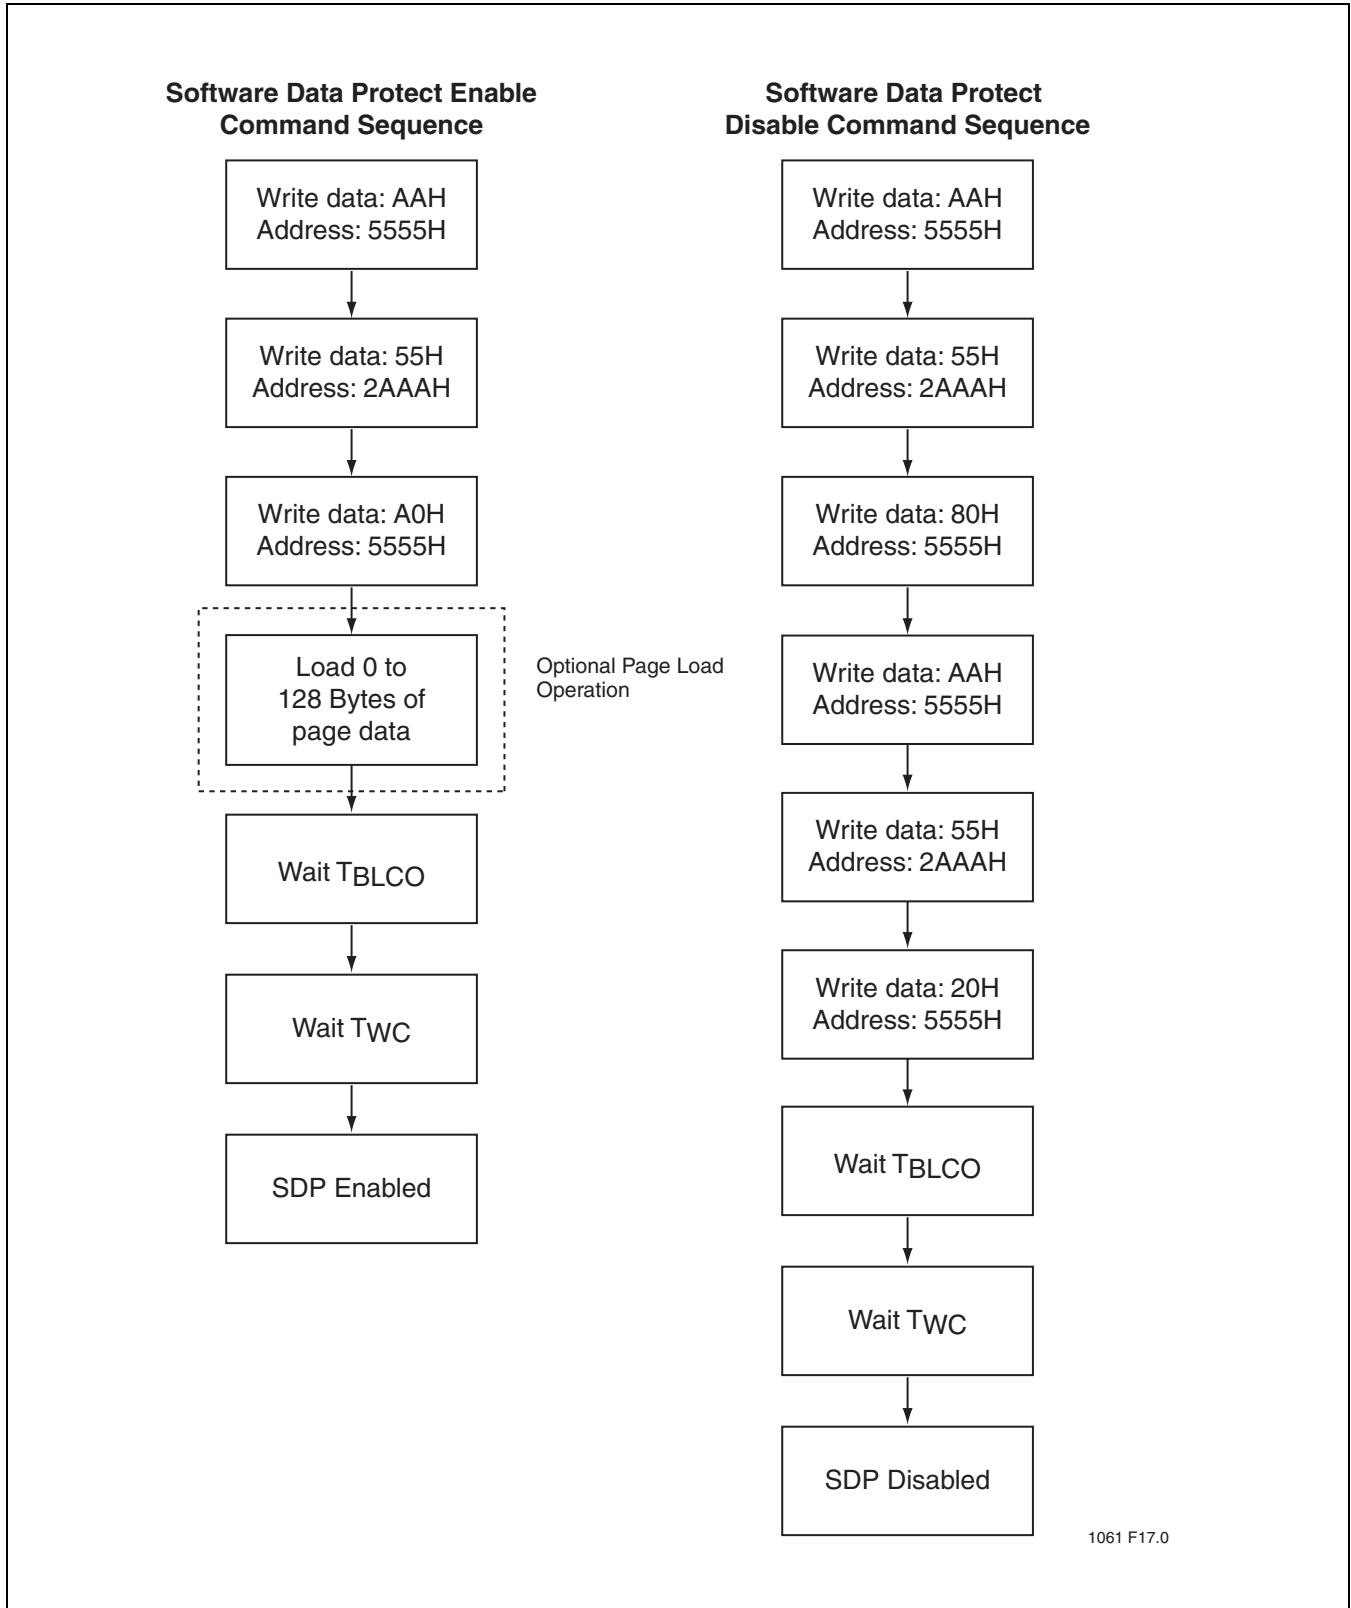 Software Data Protect Enable
Command Sequence
Write data: AAH
Address: 5555H
Write data: 55H
Address: 2AAAH
Write data: A0H
Address: 5555H
Load 0 to
128 Bytes of
page data
Optional Page Load
Operation
Wait TBLCO
Wait TWC
SDP Enabled
Software Data Protect
Disable Command Sequence
Write data: AAH
Address: 5555H
Write data: 55H
Address: 2AAAH
Write data: 80H
Address: 5555H
Write data: AAH
Address: 5555H
Write data: 55H
Address: 2AAAH
Write data: 20H
Address: 5555H
Wait TBLCO
Wait TWC
SDP Disabled
1061 F17.0